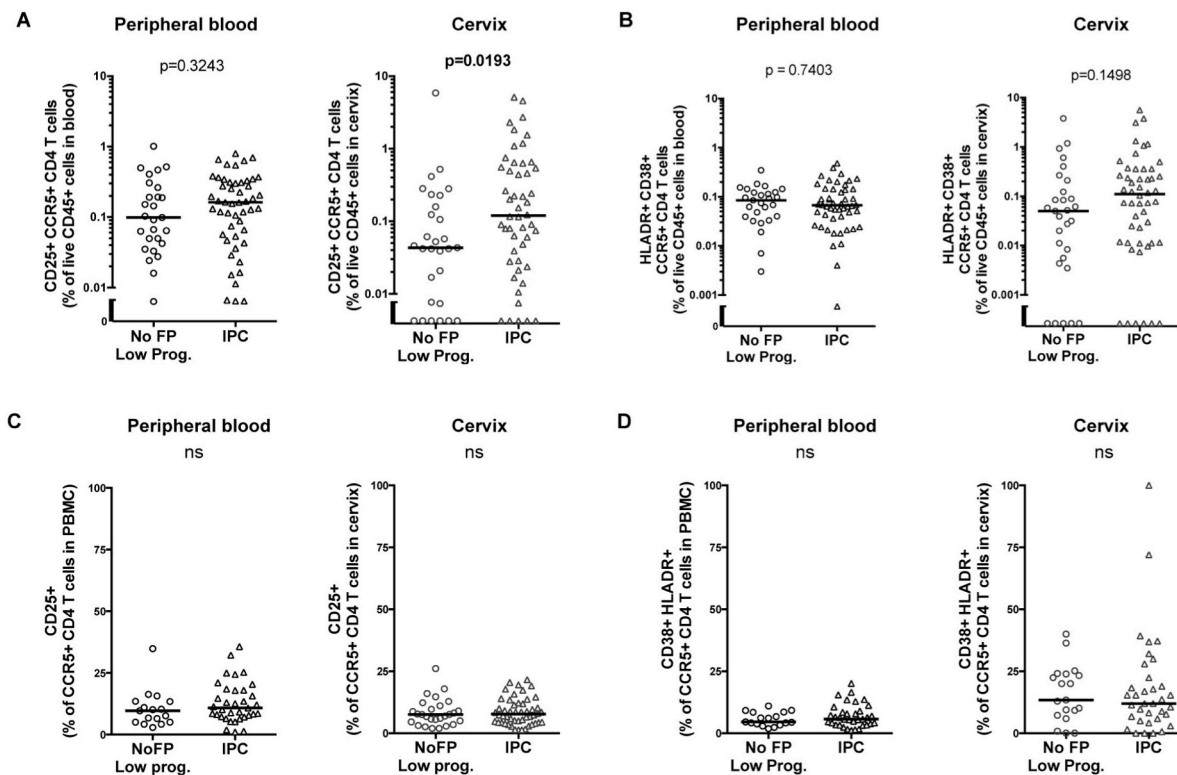 A
Peripheral blood
p=0.3243
CD25+ CCR5+ CD4 T cells
(% of live CD45+ cells in blood)
10
1
0.1
0.01
0
No FP
Low Prog.
IPC
Cervix
p=0.0193
CD25+ CCR5+ CD4 T cells
(% of live CD45+ cells in cervix)
10
1
0.1
0.01
No FP
Low Prog.
IPC
B
Peripheral blood
p = 0.7403
HLADR+ CD38+
CCR5+ CD4 T cells
(% of live CD45+ cells in blood)
10
1
0.1
0.01
0.001
0
No FP
Low Prog.
IPC
Cervix
p=0.1498
HLADR+ CD38+
CCR5+ CD4 T cells
(% of live CD45+ cells in cervix)
10
1
0.1
0.01
0.001
No FP
Low Prog.
IPC
C
Peripheral blood
ns
CD25+
(% of CCR5+ CD4 T cells in PBMC)
100
75
50
25
0
NoFP
Low prog.
IPC
Cervix
ns
CD25+
(% of CCR5+ CD4 T cells in cervix)
100
75
50
25
0
NoFP
Low prog.
IPC
D
Peripheral blood
ns
CD38+ HLADR+
(% of CCR5+ CD4 T cells in PBMC)
100
75
50
25
0
NoFP
Low prog.
IPC
Cervix
ns
CD38+ HLADR+
(% of CCR5+ CD4 T cells in cervix)
100
75
50
25
0
NoFP
Low prog.
IPC